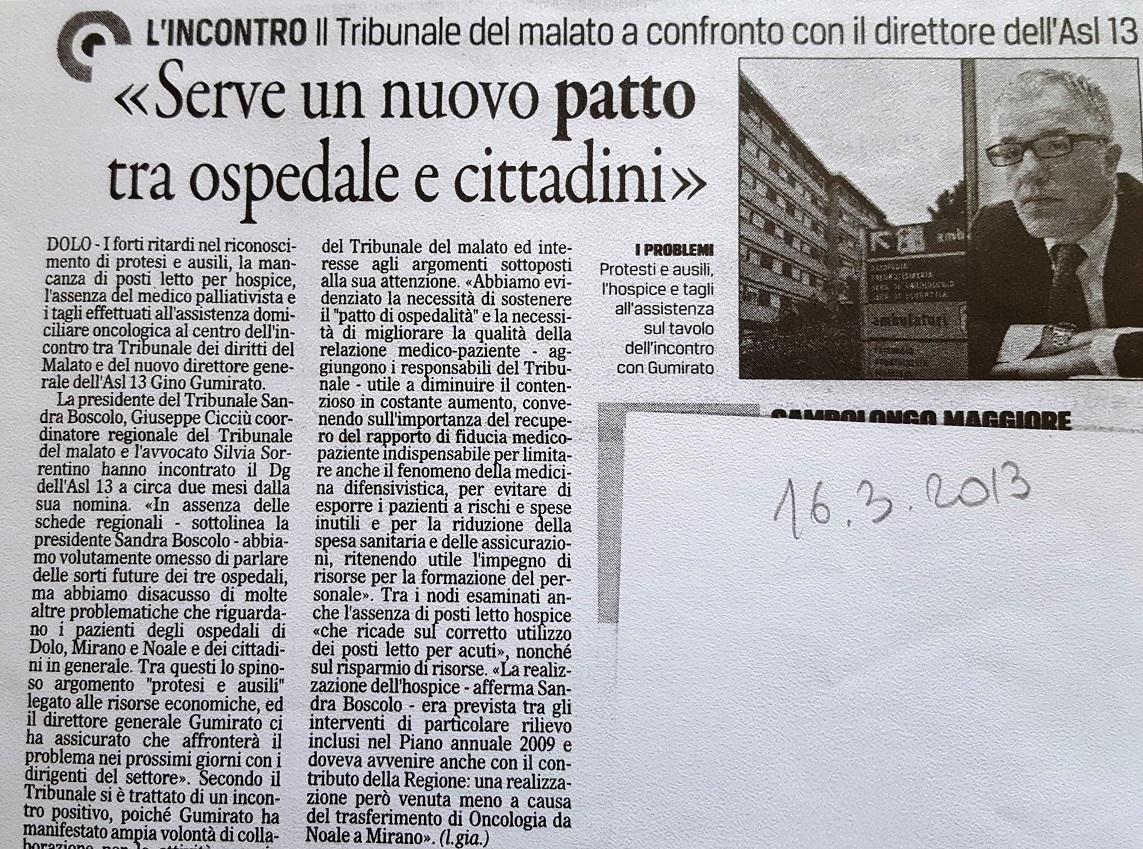 L'INCONTRO Il Tribunale del malato a confronto con il direttore dell'Asl 13
«Serve un nuovo patto
tra ospedale e cittadini»
DOLO - I forti ritardi nel riconosci-
mento di protesi e ausili, la man-
canza di posti letto per hospice,
l'assenza del medico palliativista e
i tagli effettuati all'assistenza domi-
ciliare oncologica al centro dell'in-
contro tra Tribunale dei diritti del
Malato e del nuovo direttore gene-
rale dell'Asl 13 Gino Gumirato.
La presidente del Tribunale San-
dra Boscolo, Giuseppe Cicciù coor-
dinatore regionale del Tribunale
del malato e l'avvocato Silvia Sor-
rentino hanno incontrato il Dg
dell'Asl 13 a circa due mesi dalla
sua nomina. «In assenza delle
schede regionali - sottolinea la
presidente Sandra Boscolo - abbia-
mo volutamente omesso di parlare
delle sorti future dei tre ospedali,
ma abbiamo disacusso di molte
altre problematiche che riguarda-
no i pazienti degli ospedali di
Dolo, Mirano e Noale e dei cittadi-
ni in generale. Tra questi lo spino-
so argomento "protesi e ausili"
legato alle risorse economiche, ed
il direttore generale Gumirato ci
ha assicurato che affronterà il
problema nei prossimi giorni con i
dirigenti del settore». Secondo il
Tribunale si è trattato di un incon-
tro positivo, poiché Gumirato ha
manifestato ampia volontà di colla-
del Tribunale del malato ed inte-
resse agli argomenti sottoposti
alla sua attenzione. «Abbiamo evi-
denziato la necessità di sostenere
il "patto di ospedalità" e la necessi-
tà di migliorare la qualità della
relazione medico-paziente - ag-
giungono i responsabili del Tribu-
nale - utile a diminuire il conten-
zioso in costante aumento, conve-
nendo sull'importanza del recupe-
ro del rapporto di fiducia medico-
paziente indispensabile per limita-
re anche il fenomeno della medici-
na difensivistica, per evitare di
esporre i pazienti a rischi e spese
inutili e per la riduzione della
spesa sanitaria e delle assicurazio-
ni, ritenendo utile l'impegno di
risorse per la formazione del per-
sonale». Tra i nodi esaminati an-
che l'assenza di posti letto hospice
«che ricade sul corretto utilizzo
dei posti letto per acuti», nonché
sul risparmio di risorse. «La realiz-
zazione dell'hospice - afferma San-
dra Boscolo - era prevista tra gli
interventi di particolare rilievo
inclusi nel Piano annuale 2009 e
doveva avvenire anche con il con-
tributo della Regione: una realizza-
zione però venuta meno a causa
del trasferimento di Oncologia da
Noale a Mirano». (l.gia.)
I PROBLEMI
Protesi e ausili,
l'hospice e tagli
all'assistenza
sul tavolo
dell'incontro
con Gumirato
ambulatori
CAMPOLONGO MAGGIORE
16.3.2013